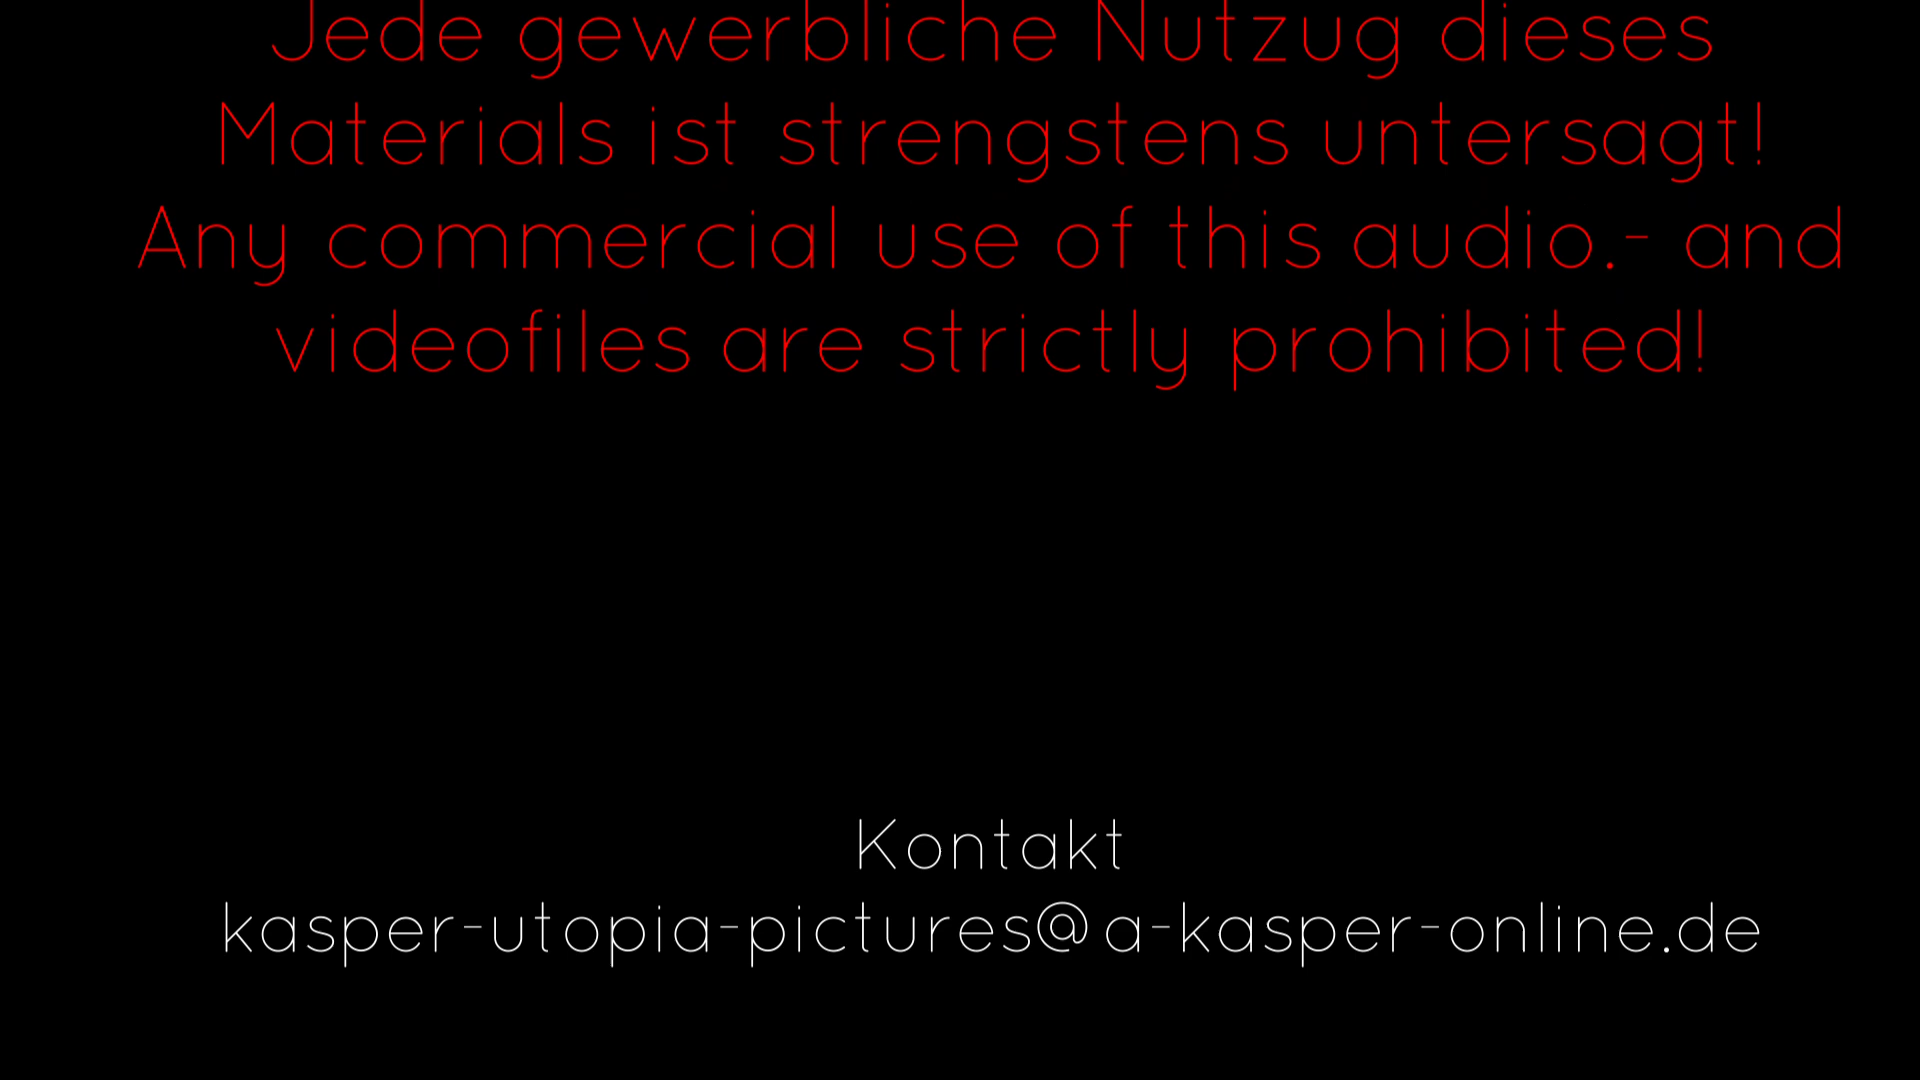 Jede gewerbliche Nutzug dieses
Materials ist strengstens untersagt!
Any commercial use of this audio.- and
videofiles are strictly prohibited!
Kontakt
kasper-utopia-pictures@a-kasper-online.de